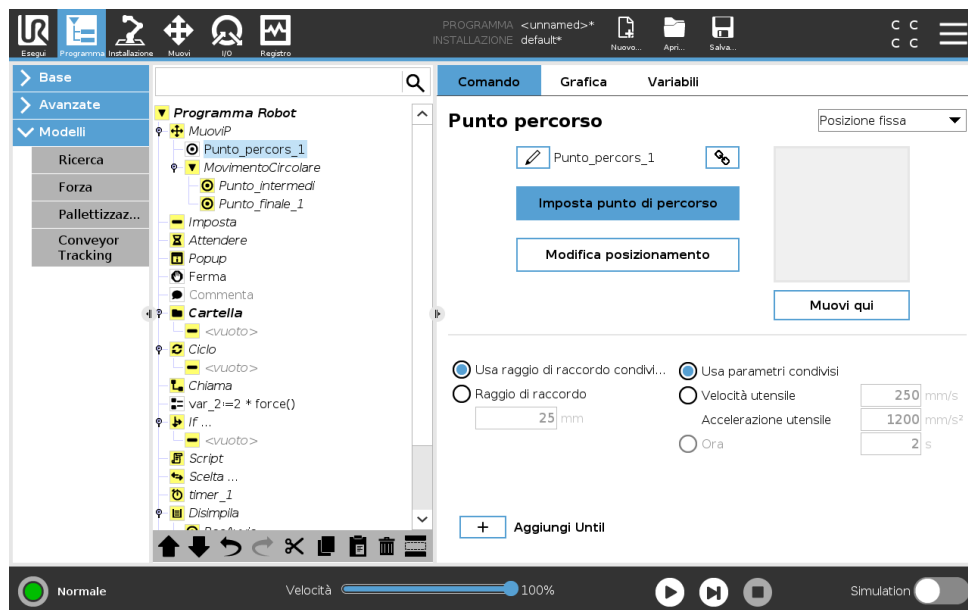 PROGRAMMA <unnamed>*
INSTALLAZIONE default*
Esegui Programma Installazione Muovi I/O Registro
Nuovo... Apri... Salva...
C C
C C
Base
Avanzate
Modelli
Ricerca
Forza
Pallettizzaz...
Conveyor
Tracking
Programma Robot
MuoviP
Punto_percors_1
MovimentoCircolare
Punto_intermedi
Punto_finale_1
Imposta
Attendere
Popup
Ferma
Commenta
Cartella
<vuoto>
Ciclo
<vuoto>
Chiama
var_2:=2 * force()
If ...
<vuoto>
Script
Scelta ...
timer_1
Disimpila
Comando Grafica Variabili
Punto percorso
Posizione fissa
Punto_percors_1
Imposta punto di percorso
Modifica posizionamento
Muovi qui
Usa raggio di raccordo condivi...
Raggio di raccordo
25 mm
Usa parametri condivisi
Velocità utensile 250 mm/s
Accelerazione utensile 1200 mm/s²
Ora 2 s
+ Aggiungi Until
Normale
Velocità 100%
Simulation